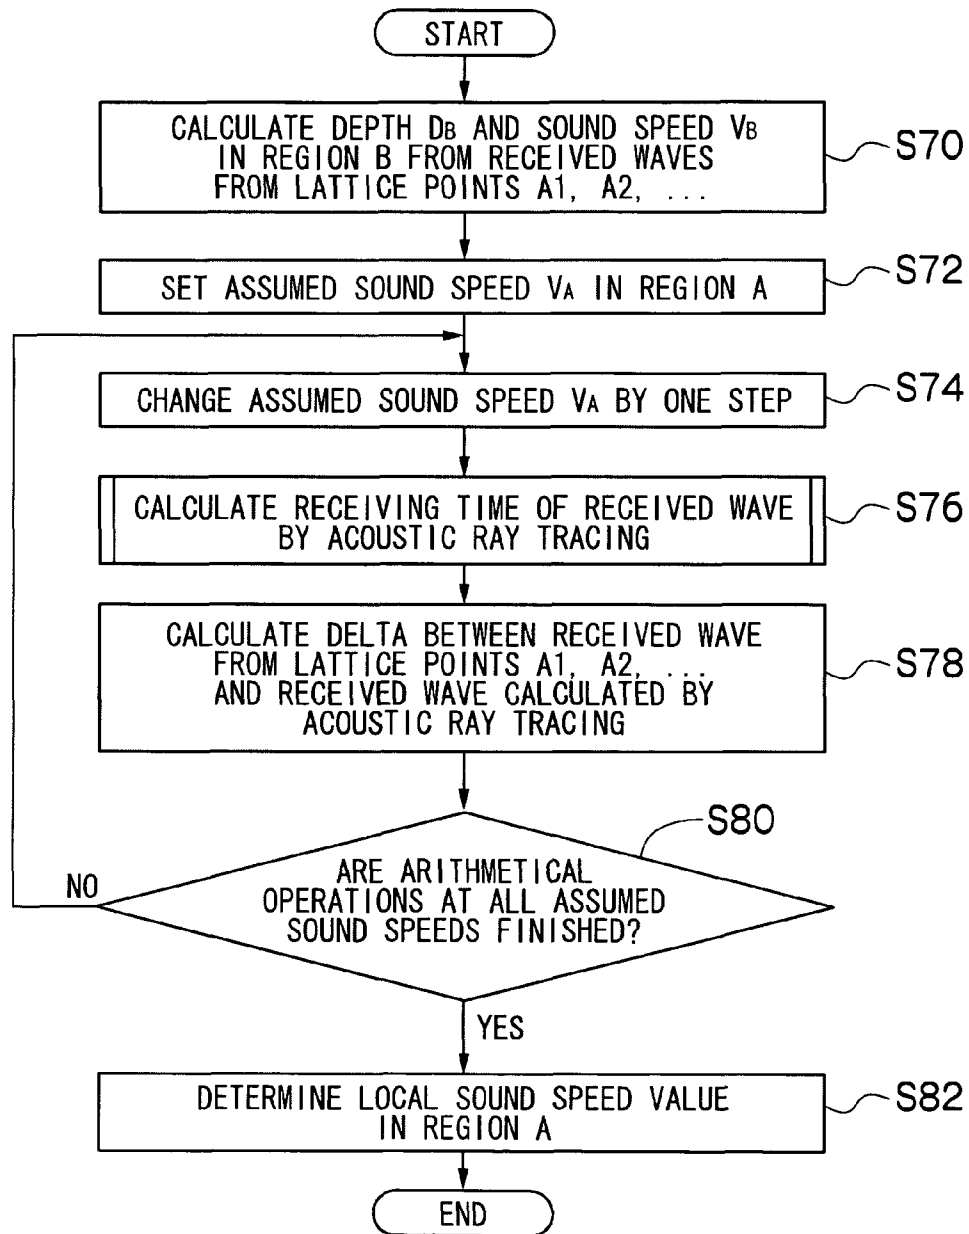 START
CALCULATE DEPTH DB AND SOUND SPEED VB
IN REGION B FROM RECEIVED WAVES
FROM LATTICE POINTS A1, A2, ...
S70
SET ASSUMED SOUND SPEED VA IN REGION A
S72
CHANGE ASSUMED SOUND SPEED VA BY ONE STEP
S74
CALCULATE RECEIVING TIME OF RECEIVED WAVE
BY ACOUSTIC RAY TRACING
S76
CALCULATE DELTA BETWEEN RECEIVED WAVE
FROM LATTICE POINTS A1, A2, ...
AND RECEIVED WAVE CALCULATED BY
ACOUSTIC RAY TRACING
S78
S80
ARE ARITHMETICAL
OPERATIONS AT ALL ASSUMED
SOUND SPEEDS FINISHED?
NO
YES
DETERMINE LOCAL SOUND SPEED VALUE
IN REGION A
S82
END